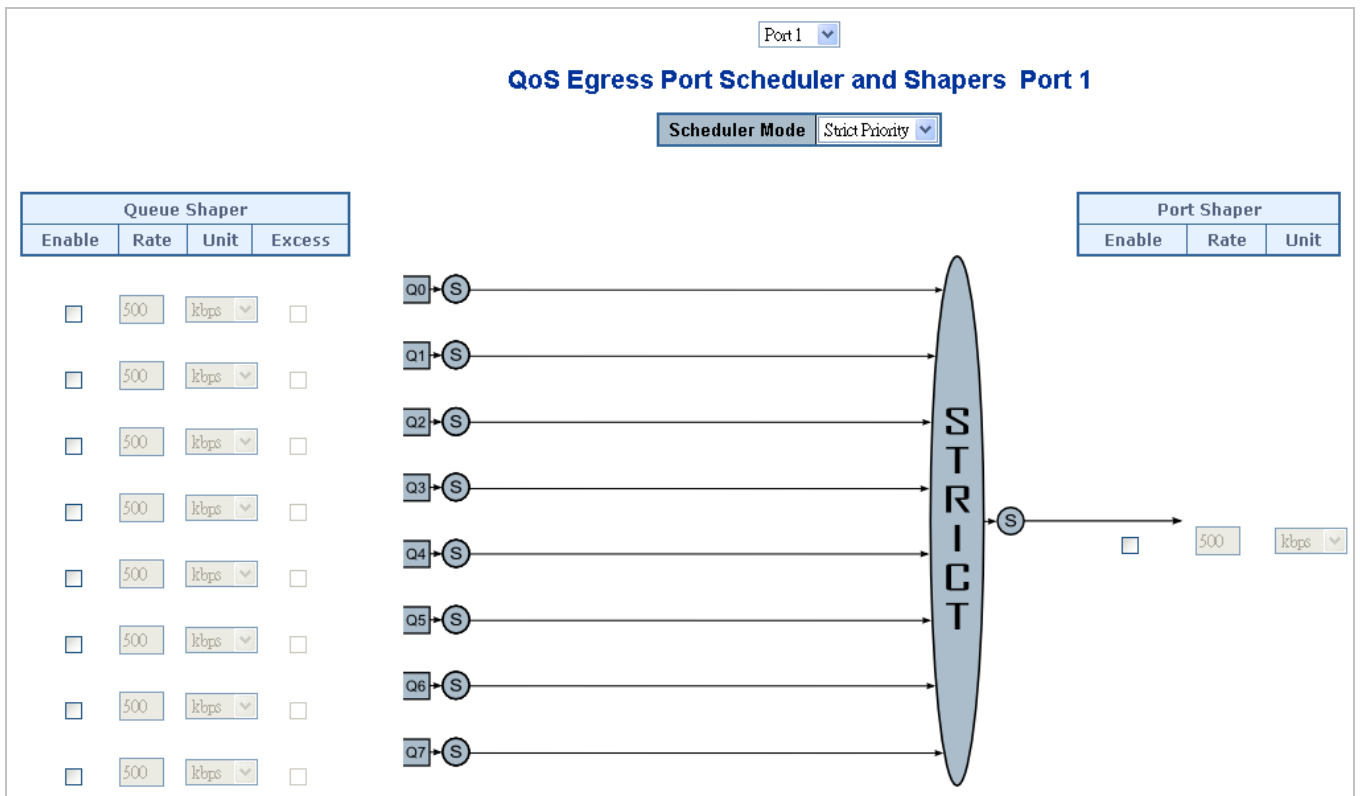 Port 1
QoS Egress Port Scheduler and Shapers Port 1
Scheduler Mode Strict Priority
Queue Shaper
Enable Rate Unit Excess
Port Shaper
Enable Rate Unit
500 kbps Q0 S
500 kbps Q1 S
500 kbps Q2 S
500 kbps Q3 S
500 kbps Q4 S
500 kbps Q5 S
500 kbps Q6 S
500 kbps Q7 S
STRICT
S
500 kbps